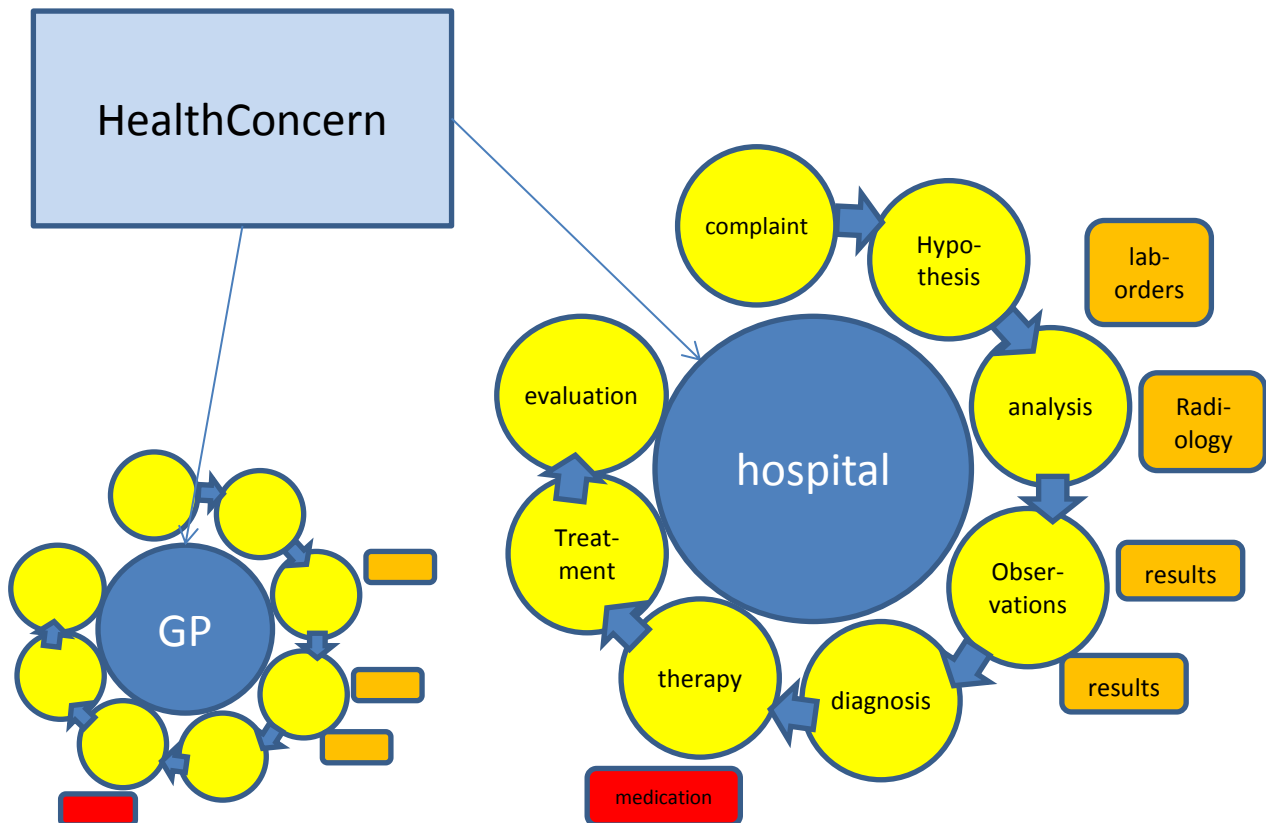 HealthConcern
complaint
Hypo-
thesis
lab-
orders
analysis
Radi-
ology
evaluation
hospital
Treat-
ment
Obser-
vations
results
results
therapy
diagnosis
medication
GP